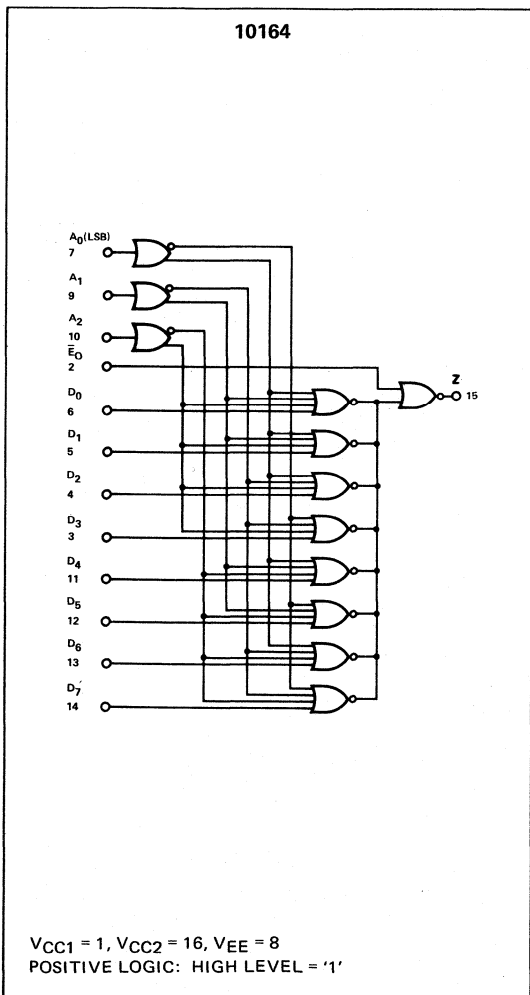 10164
A0(LSB)
7
A1
9
A2
10
E̅O
2
D0
6
D1
5
D2
4
D3
3
D4
11
D5
12
D6
13
D7
14
Z
15
VCC1 = 1, VCC2 = 16, VEE = 8
POSITIVE LOGIC: HIGH LEVEL = '1'